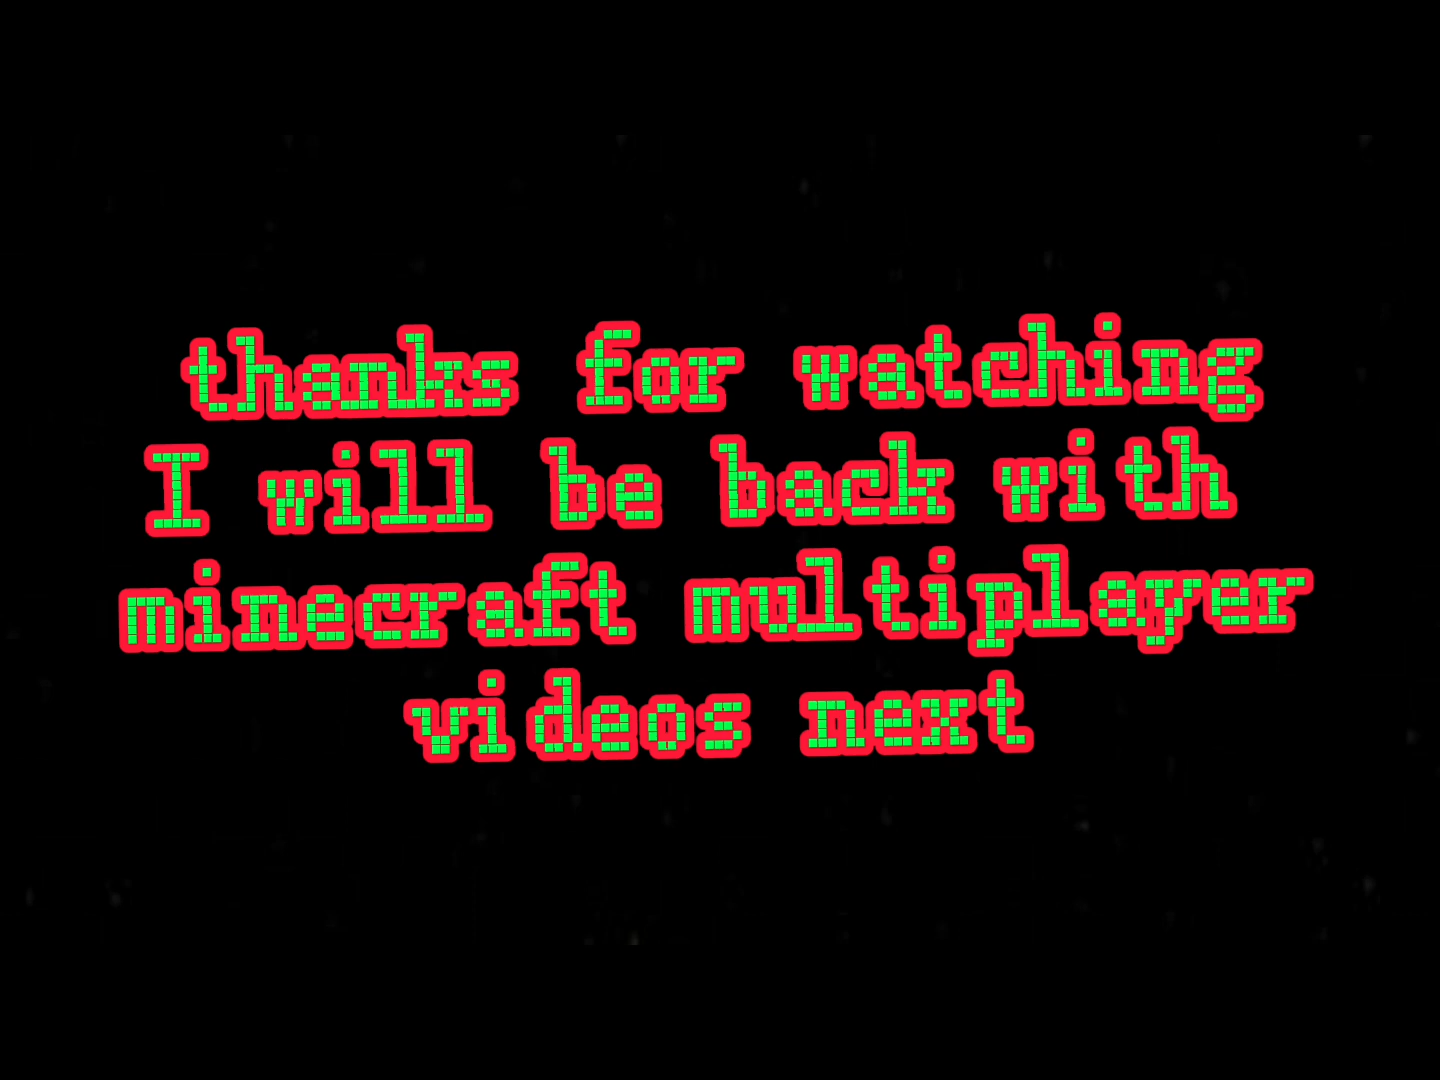 thanks for watching
I will be back with
minecraft multiplayer
videos next